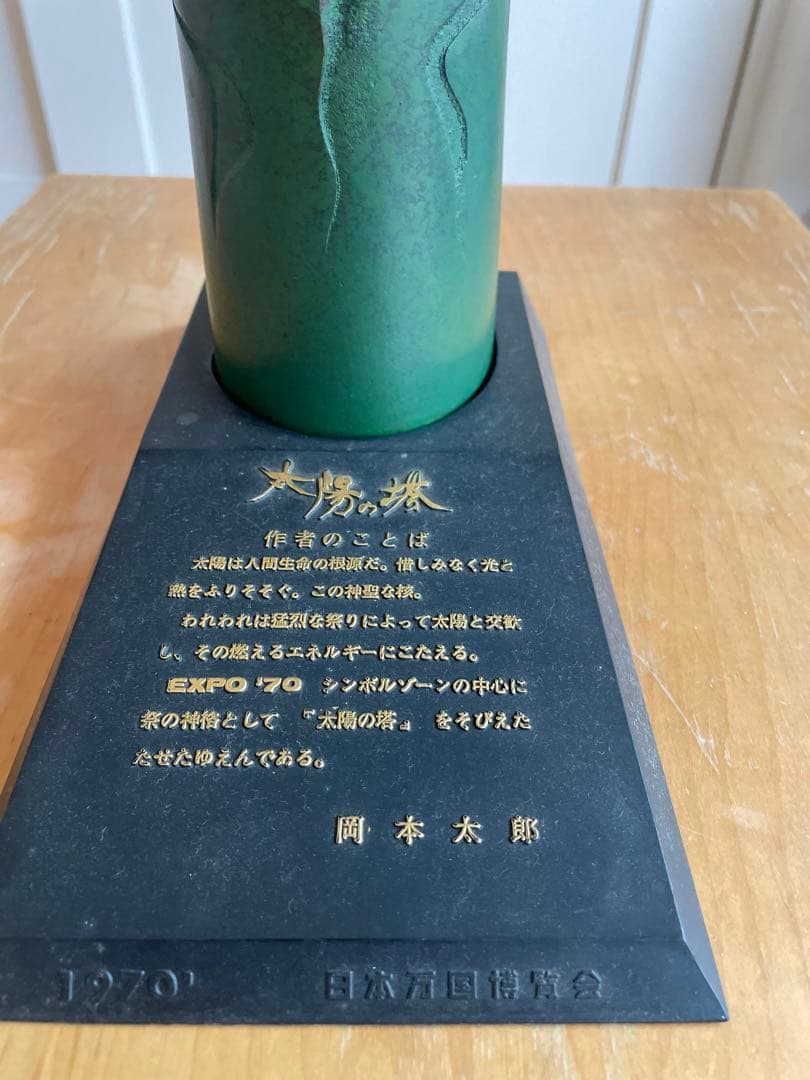 太陽の塔
作者のことば
太陽は人間生命の根源だ。惜しみなく光と
熱をふりそそぐ。この神聖な核。
われわれは猛烈な祭りによって太陽と交歓
し、その燃えるエネルギーにこたえる。
EXPO '70 シンボルゾーンの中心に
祭の神格として 『太陽の塔』 をそびえた
たせたゆえんである。
岡本太郎
1970' 日本万国博覧会